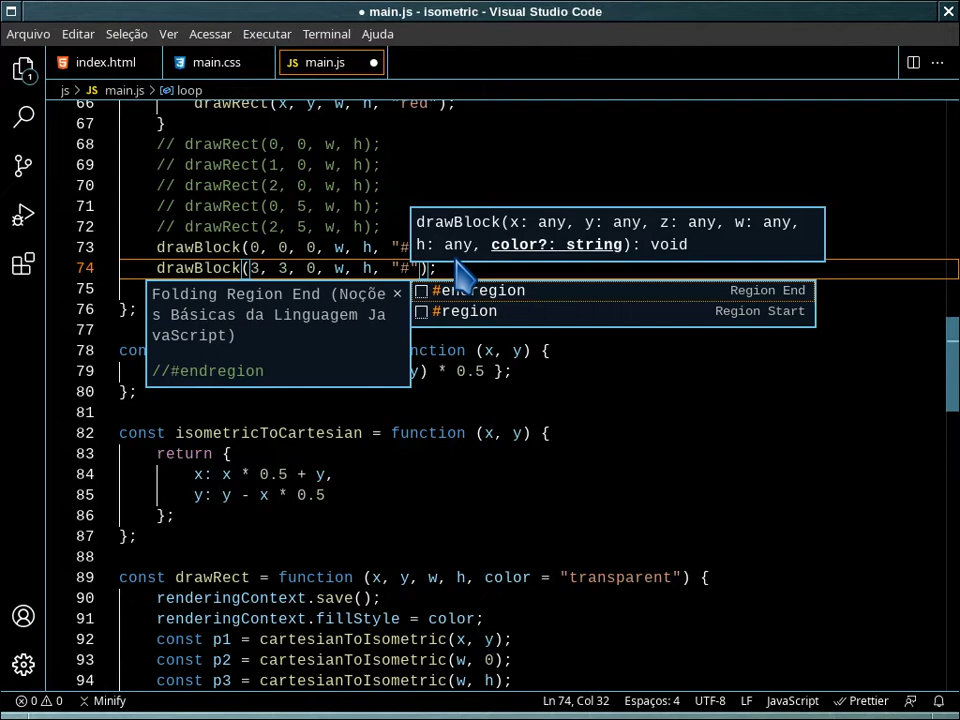 ● main.js - isometric - Visual Studio Code
Arquivo Editar Seleção Ver Acessar Executar Terminal Ajuda
index.html
main.css
JS main.js ●
js > JS main.js > loop
1
66 drawRect(x, y, w, h, "red");
67 }
68 // drawRect(0, 0, w, h);
69 // drawRect(1, 0, w, h);
70 // drawRect(2, 0, w, h);
71 // drawRect(0, 5, w, h);
72 // drawRect(2, 5, w, h);
drawBlock(x: any, y: any, z: any, w: any,
h: any, color?: string): void
73 drawBlock(0, 0, 0, w, h, "#
74 drawBlock(3, 3, 0, w, h, "#");
75
#endregion Region End
#region Region Start
Folding Region End (Noçõe
s Básicas da Linguagem Ja
vaScript)
//#endregion
76 };
77
78 con nction (x, y) {
79 y) * 0.5 };
80 };
81
82 const isometricToCartesian = function (x, y) {
83 return {
84 x: x * 0.5 + y,
85 y: y - x * 0.5
86 };
87 };
88
89 const drawRect = function (x, y, w, h, color = "transparent") {
90 renderingContext.save();
91 renderingContext.fillStyle = color;
92 const p1 = cartesianToIsometric(x, y);
93 const p2 = cartesianToIsometric(w, 0);
94 const p3 = cartesianToIsometric(w, h);
0 0 Minify Ln 74, Col 32 Espaços: 4 UTF-8 LF JavaScript Prettier